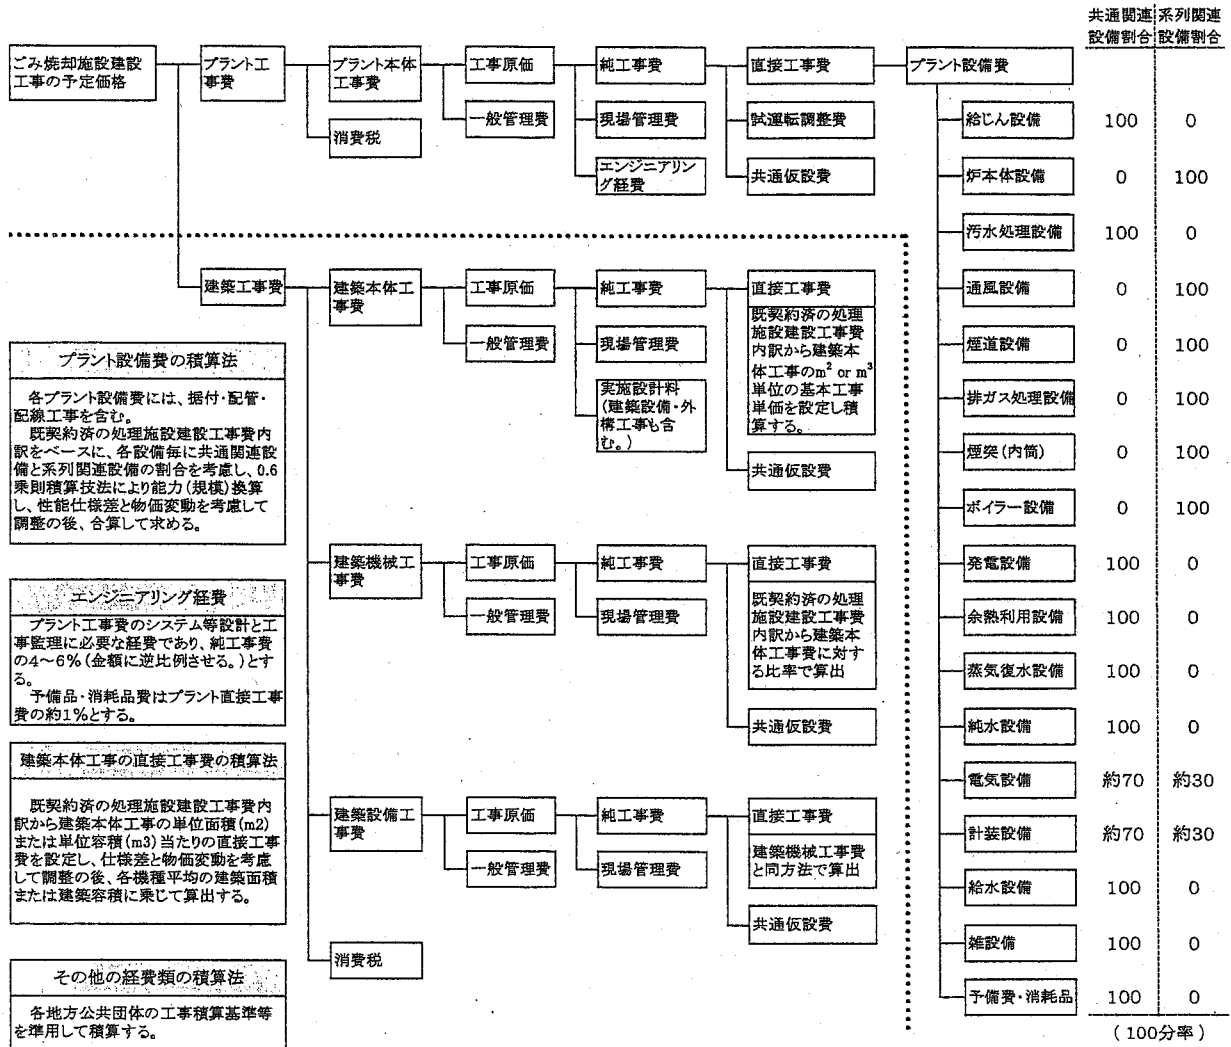 共通関連 系列関連
設備割合 設備割合
ごみ焼却施設建設
工事の予定価格
プラント工
事費
プラント本体
工事費
工事原価
純工事費
直接工事費
プラント設備費
消費税
一般管理費
現場管理費
試運転調整費
エンジニアリン
グ経費
共通仮設費
給じん設備 100 0
炉本体設備 0 100
汚水処理設備 100 0
通風設備 0 100
煙道設備 0 100
排ガス処理設備 0 100
煙突(内筒) 0 100
ボイラー設備 0 100
発電設備 100 0
余熱利用設備 100 0
蒸気復水設備 100 0
純水設備 100 0
電気設備 約70 約30
計装設備 約70 約30
給水設備 100 0
雑設備 100 0
予備費・消耗品 100 0
(100分率)
建築工事費
建築本体工
事費
工事原価
純工事費
直接工事費
既契約済の処理
施設建設工事費
内訳から建築本
体工事のm² or m³
単位の基本工事
単価を設定し積
算する。
一般管理費
現場管理費
実施設計料
(建築設備・外
構工事も含
む。)
共通仮設費
建築機械工
事費
工事原価
純工事費
直接工事費
既契約済の処理
施設建設工事費
内訳から建築本
体工事費に対す
る比率で算出
一般管理費
現場管理費
共通仮設費
建築設備工
事費
工事原価
純工事費
直接工事費
建築機械工事費
と同方法で算出
一般管理費
現場管理費
共通仮設費
消費税
プラント設備費の積算法
各プラント設備費には、据付・配管・
配線工事を含む。
既契約済の処理施設建設工事費内
訳をベースに、各設備毎に共通関連設
備と系列関連設備の割合を考慮し、0.6
乗則積算技法により能力(規模)換算
し、性能仕様差と物価変動を考慮して
調整の後、合算して求める。
エンジニアリング経費
プラント工事費のシステム等設計と工
事監理に必要な経費であり、純工事費
の4～6%(金額に逆比例させる。)とす
る。
予備品・消耗品費はプラント直接工事
費の約1%とする。
建築本体工事の直接工事費の積算法
既契約済の処理施設建設工事費内
訳から建築本体工事の単位面積(m2)
または単位容積(m3)当たりの直接工事
費を設定し、仕様差と物価変動を考慮
して調整の後、各機種平均の建築面積
または建築容積に乗じて算出する。
その他の経費類の積算法
各地方公共団体の工事積算基準等
を準用して積算する。